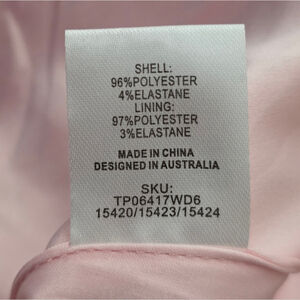 SHELL:
96%POLYESTER
4%ELASTANE
LINING:
97%POLYESTER
3%ELASTANE
MADE IN CHINA
DESIGNED IN AUSTRALIA
SKU:
TP06417WD6
15420/15423/15424